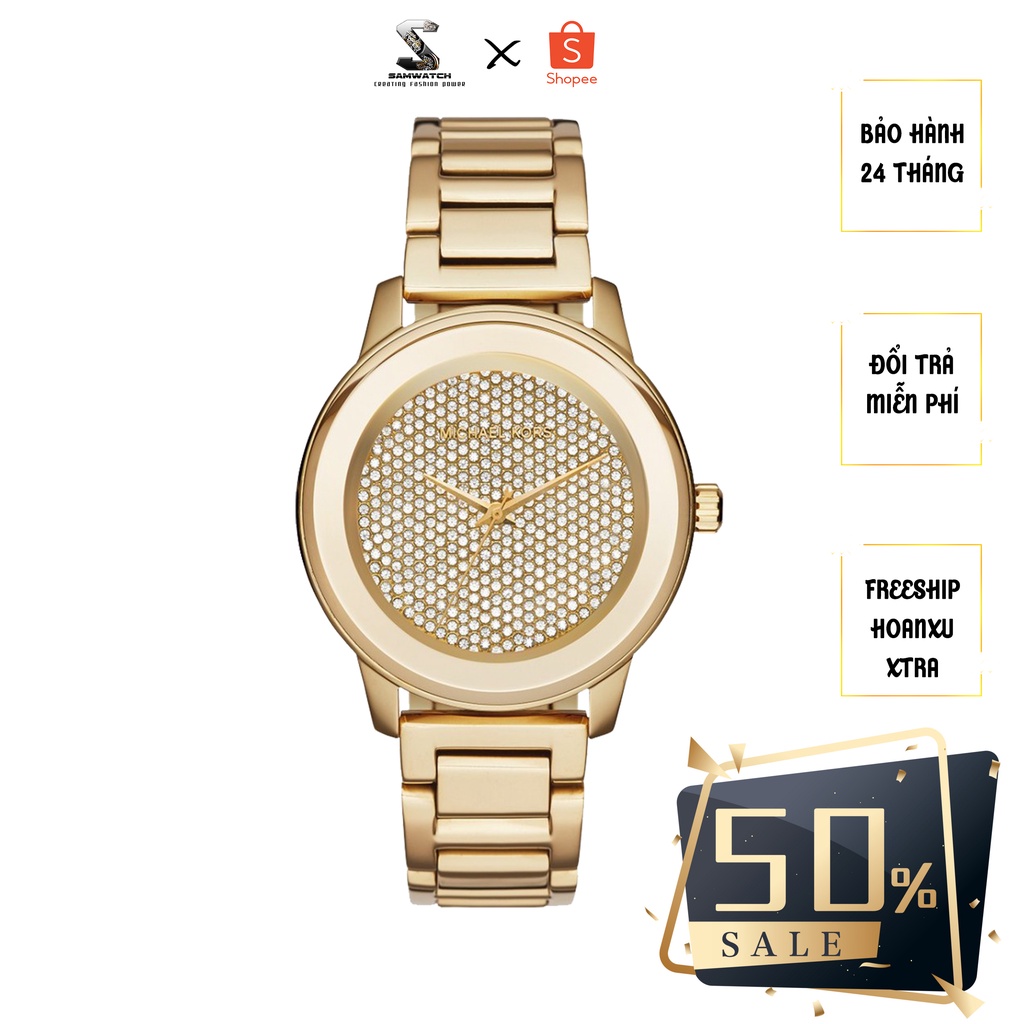 SAMWATCH
creating fashion power
X
S
Shopee
BẢO HÀNH
24 THÁNG
MICHAEL KORS
ĐỔI TRẢ
MIỄN PHÍ
FREESHIP
HOANXU
XTRA
50%
SALE